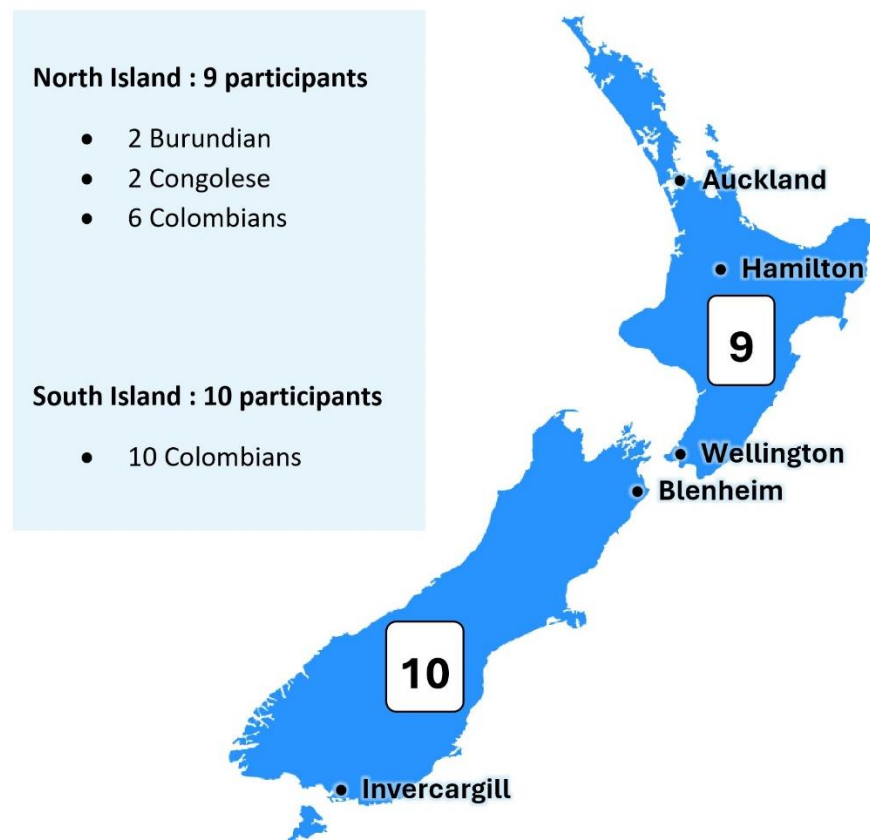 North Island : 9 participants
• 2 Burundian
• 2 Congolese
• 6 Colombians
South Island : 10 participants
• 10 Colombians
Auckland
Hamilton
9
Wellington
Blenheim
10
Invercargill